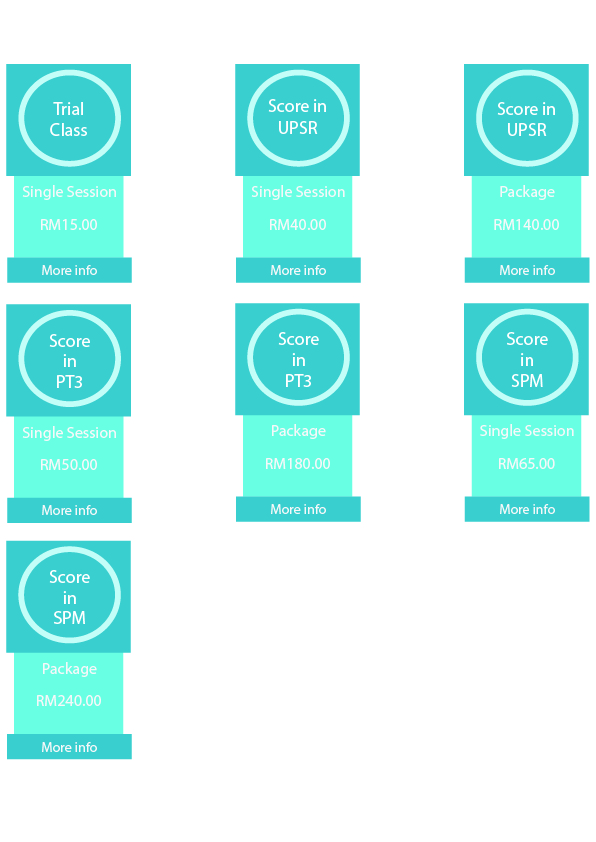 Trial
Class
Single Session
RM15.00
More info
Score in
UPSR
Single Session
RM40.00
More info
Score in
UPSR
Package
RM140.00
More info
Score
in
PT3
Single Session
RM50.00
More info
Score
in
PT3
Package
RM180.00
More info
Score
in
SPM
Single Session
RM65.00
More info
Score
in
SPM
Package
RM240.00
More info